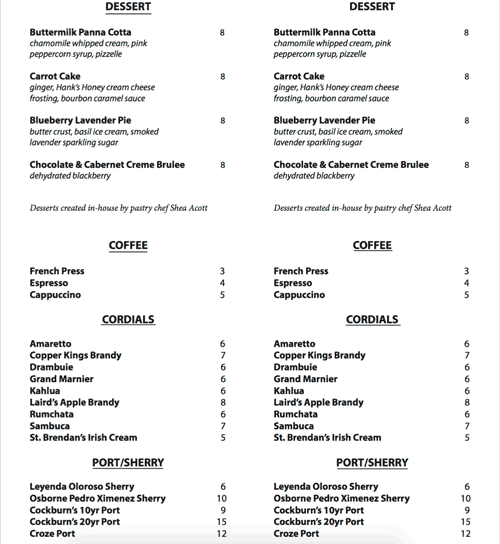 DESSERT
Buttermilk Panna Cotta 8
chamomile whipped cream, pink
peppercorn syrup, pizzelle
Carrot Cake 8
ginger, Hank's Honey cream cheese
frosting, bourbon caramel sauce
Blueberry Lavender Pie 8
butter crust, basil ice cream, smoked
lavender sparkling sugar
Chocolate & Cabernet Creme Brulee 8
dehydrated blackberry
Desserts created in-house by pastry chef Shea Acott
COFFEE
French Press 3
Espresso 4
Cappuccino 5
CORDIALS
Amaretto 6
Copper Kings Brandy 7
Drambuie 6
Grand Marnier 6
Kahlua 6
Laird's Apple Brandy 8
Rumchata 6
Sambuca 7
St. Brendan's Irish Cream 5
PORT/SHERRY
Leyenda Oloroso Sherry 6
Osborne Pedro Ximenez Sherry 10
Cockburn's 10yr Port 9
Cockburn's 20yr Port 15
Croze Port 12
DESSERT
Buttermilk Panna Cotta 8
chamomile whipped cream, pink
peppercorn syrup, pizzelle
Carrot Cake 8
ginger, Hank's Honey cream cheese
frosting, bourbon caramel sauce
Blueberry Lavender Pie 8
butter crust, basil ice cream, smoked
lavender sparkling sugar
Chocolate & Cabernet Creme Brulee 8
dehydrated blackberry
Desserts created in-house by pastry chef Shea Acott
COFFEE
French Press 3
Espresso 4
Cappuccino 5
CORDIALS
Amaretto 6
Copper Kings Brandy 7
Drambuie 6
Grand Marnier 6
Kahlua 6
Laird's Apple Brandy 8
Rumchata 6
Sambuca 7
St. Brendan's Irish Cream 5
PORT/SHERRY
Leyenda Oloroso Sherry 6
Osborne Pedro Ximenez Sherry 10
Cockburn's 10yr Port 9
Cockburn's 20yr Port 15
Croze Port 12